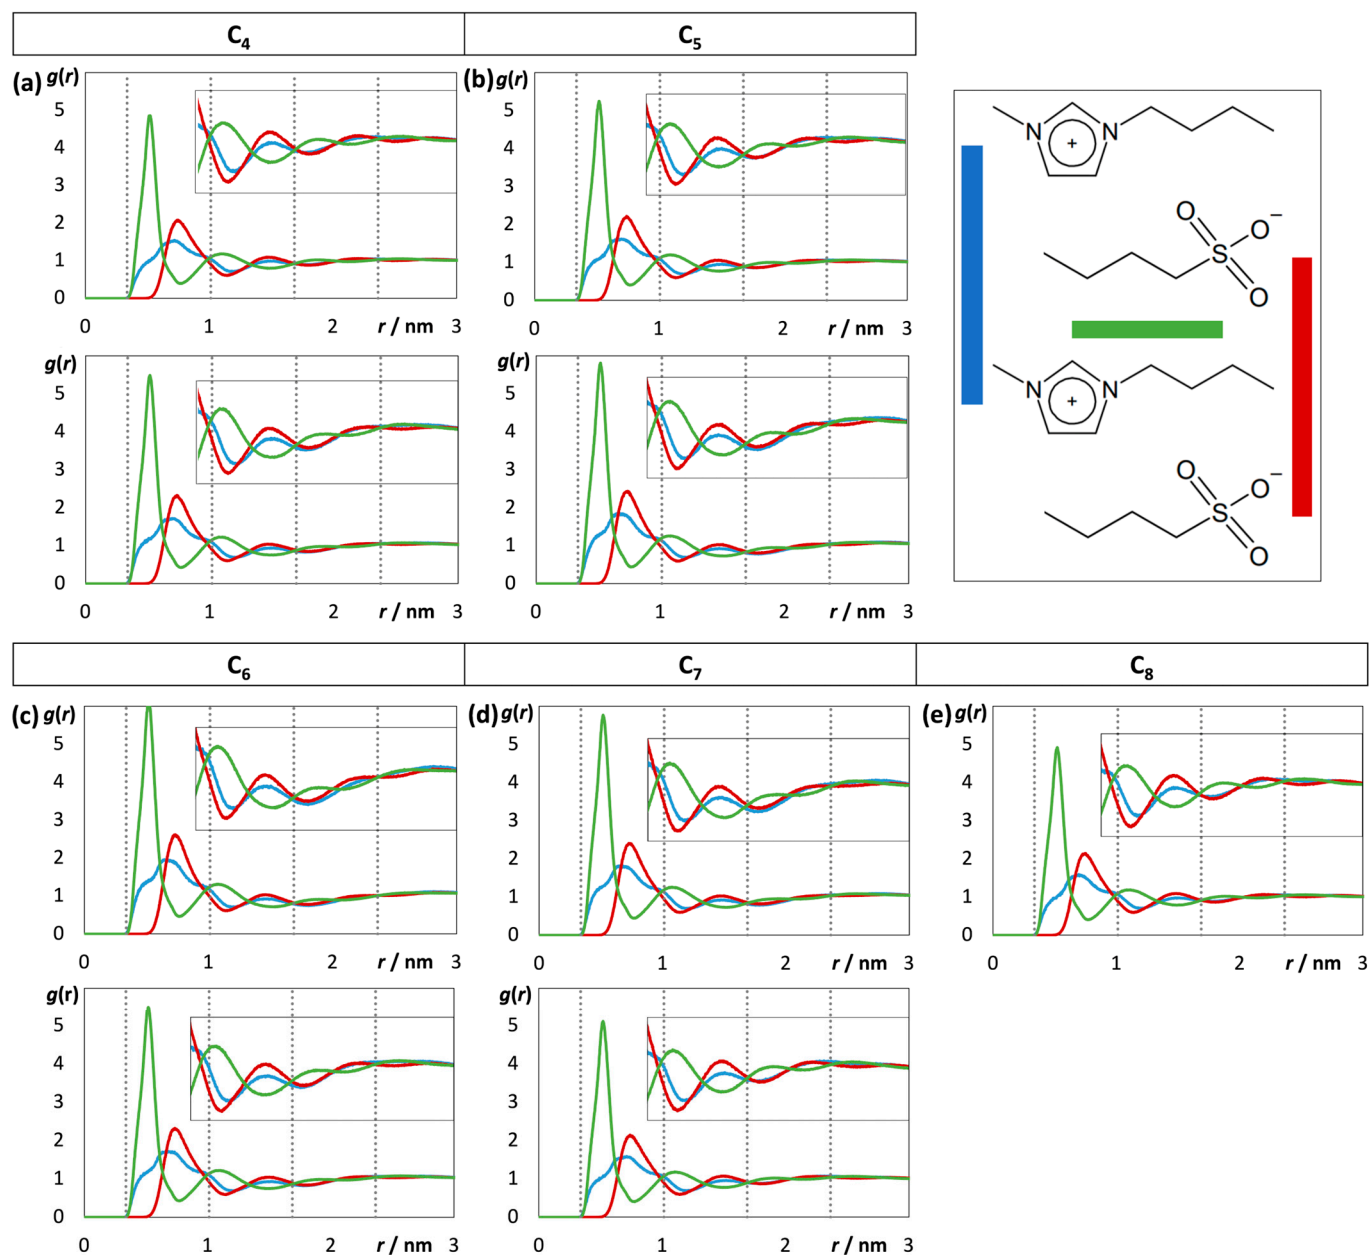 C4 C5
(a) g(r) (b) g(r)
5 5
4 4
3 3
2 2
1 1
0 0
0 1 2 r / nm 3 0 1 2 r / nm 3
g(r) g(r)
5 5
4 4
3 3
2 2
1 1
0 0
0 1 2 r / nm 3 0 1 2 r / nm 3
N N
+
O
O−
S
O
N N
+
O
O−
S
O
C6 C7 C8
(c) g(r) (d) g(r) (e) g(r)
5 5 5
4 4 4
3 3 3
2 2 2
1 1 1
0 0 0
0 1 2 r / nm 3 0 1 2 r / nm 3 0 1 2 r / nm 3
g(r) g(r)
5 5
4 4
3 3
2 2
1 1
0 0
0 1 2 r / nm 3 0 1 2 r / nm 3